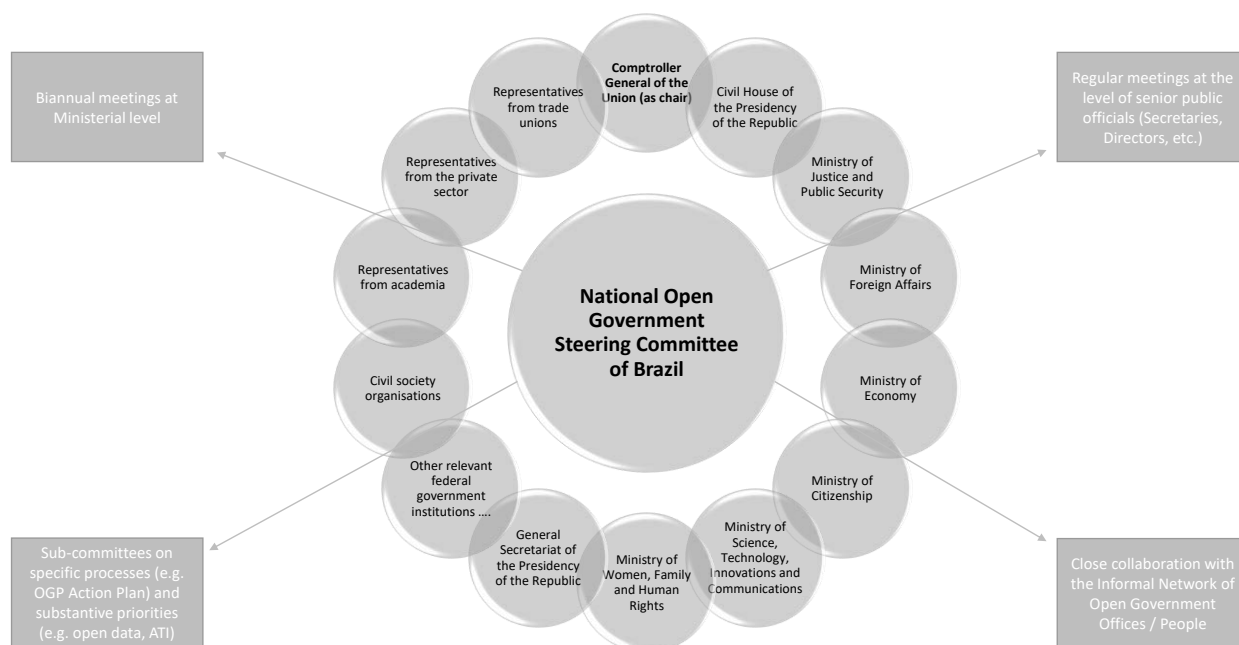 Biannual meetings at
Ministerial level
Regular meetings at the
level of senior public
officials (Secretaries,
Directors, etc.)
Comptroller
General of the
Union (as chair)
Civil House of
the Presidency
of the Republic
Ministry of
Justice and
Public Security
Ministry of
Foreign Affairs
Ministry of
Economy
Ministry of
Citizenship
Ministry of
Science,
Technology,
Innovations and
Communications
Ministry of
Women, Family
and Human
Rights
General
Secretariat of
the Presidency
of the Republic
Other relevant
federal
government
institutions ....
Civil society
organisations
Representatives
from academia
Representatives
from the private
sector
Representatives
from trade
unions
National Open
Government
Steering Committee
of Brazil
Sub-committees on
specific processes (e.g.
OGP Action Plan) and
substantive priorities
(e.g. open data, ATI)
Close collaboration with
the Informal Network of
Open Government
Offices / People